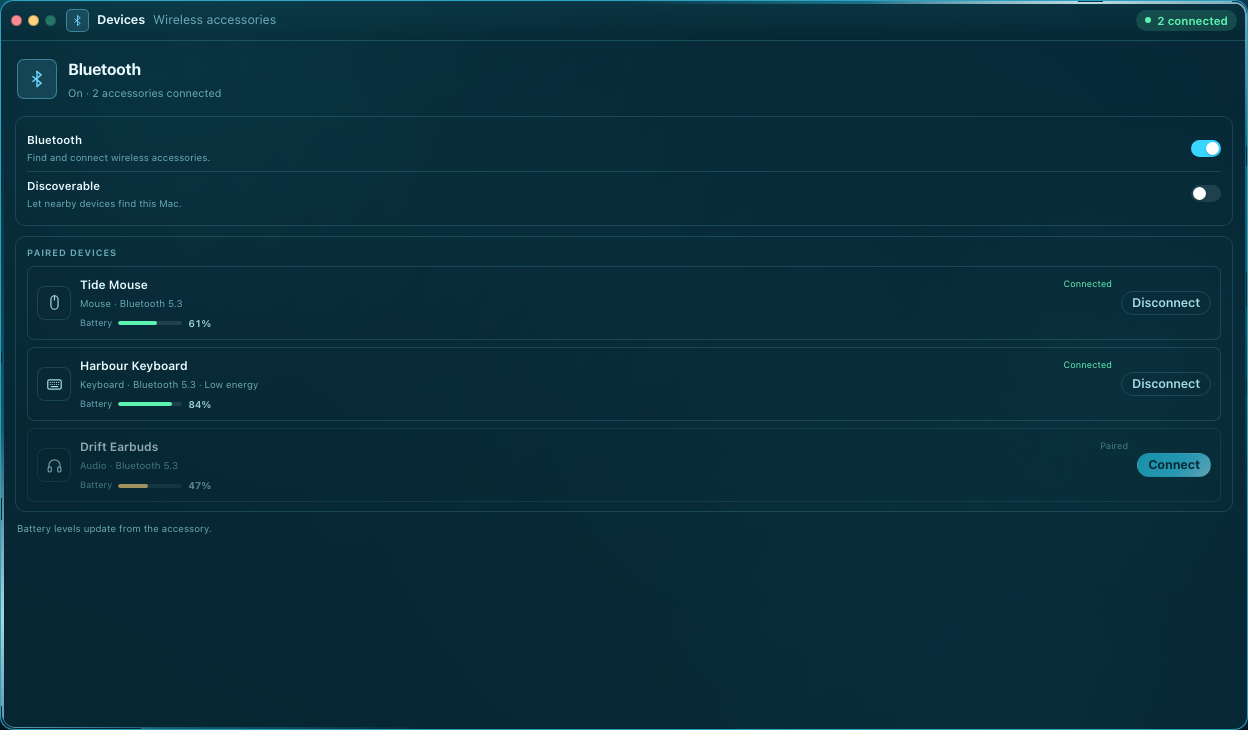 Devices Wireless accessories
2 connected
Bluetooth
On · 2 accessories connected
Bluetooth
Find and connect wireless accessories.
Discoverable
Let nearby devices find this Mac.
PAIRED DEVICES
Tide Mouse
Mouse · Bluetooth 5.3
Battery 61%
Connected
Disconnect
Harbour Keyboard
Keyboard · Bluetooth 5.3 · Low energy
Battery 84%
Connected
Disconnect
Drift Earbuds
Audio · Bluetooth 5.3
Battery 47%
Paired
Connect
Battery levels update from the accessory.